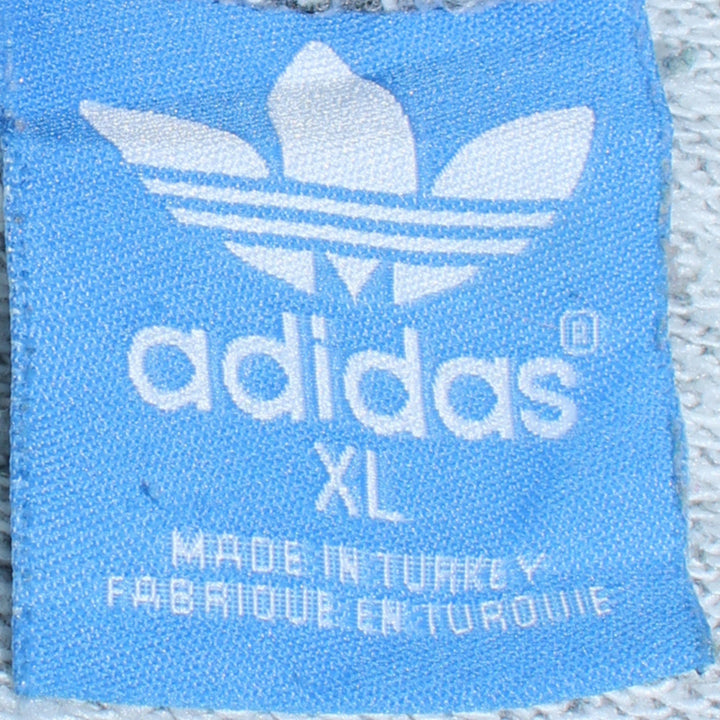 adidas®
XL
MADE IN TURKEY
FABRIQUE EN TURQUIE